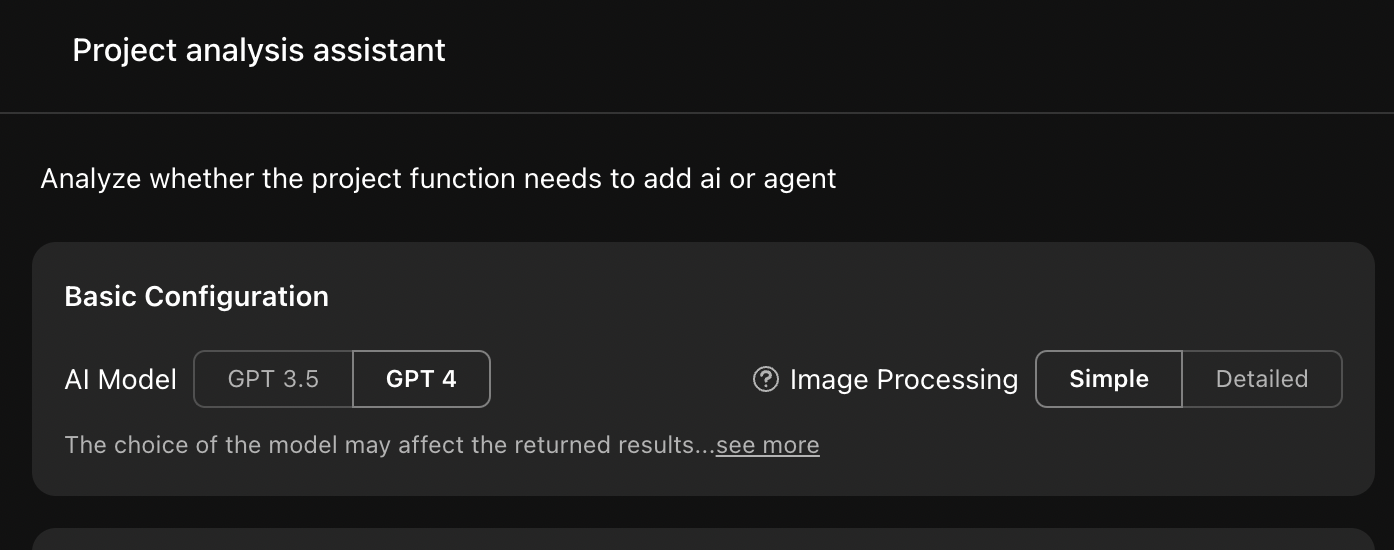 Project analysis assistant
Analyze whether the project function needs to add ai or agent
Basic Configuration
AI Model GPT 3.5 GPT 4 ? Image Processing Simple Detailed
The choice of the model may affect the returned results...see more